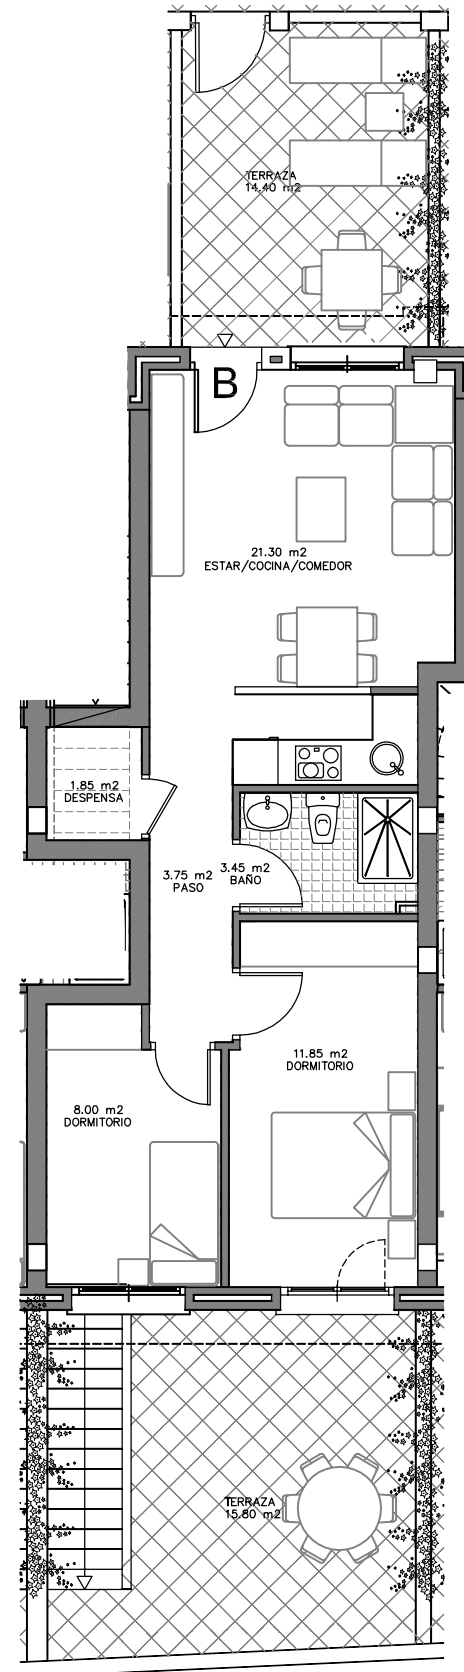 TERRAZA
14.40 m2
B
21.30 m2
ESTAR/COCINA/COMEDOR
1.85 m2
DESPENSA
3.75 m2
PASO
3.45 m2
BAÑO
11.85 m2
DORMITORIO
8.00 m2
DORMITORIO
TERRAZA
15.80 m2